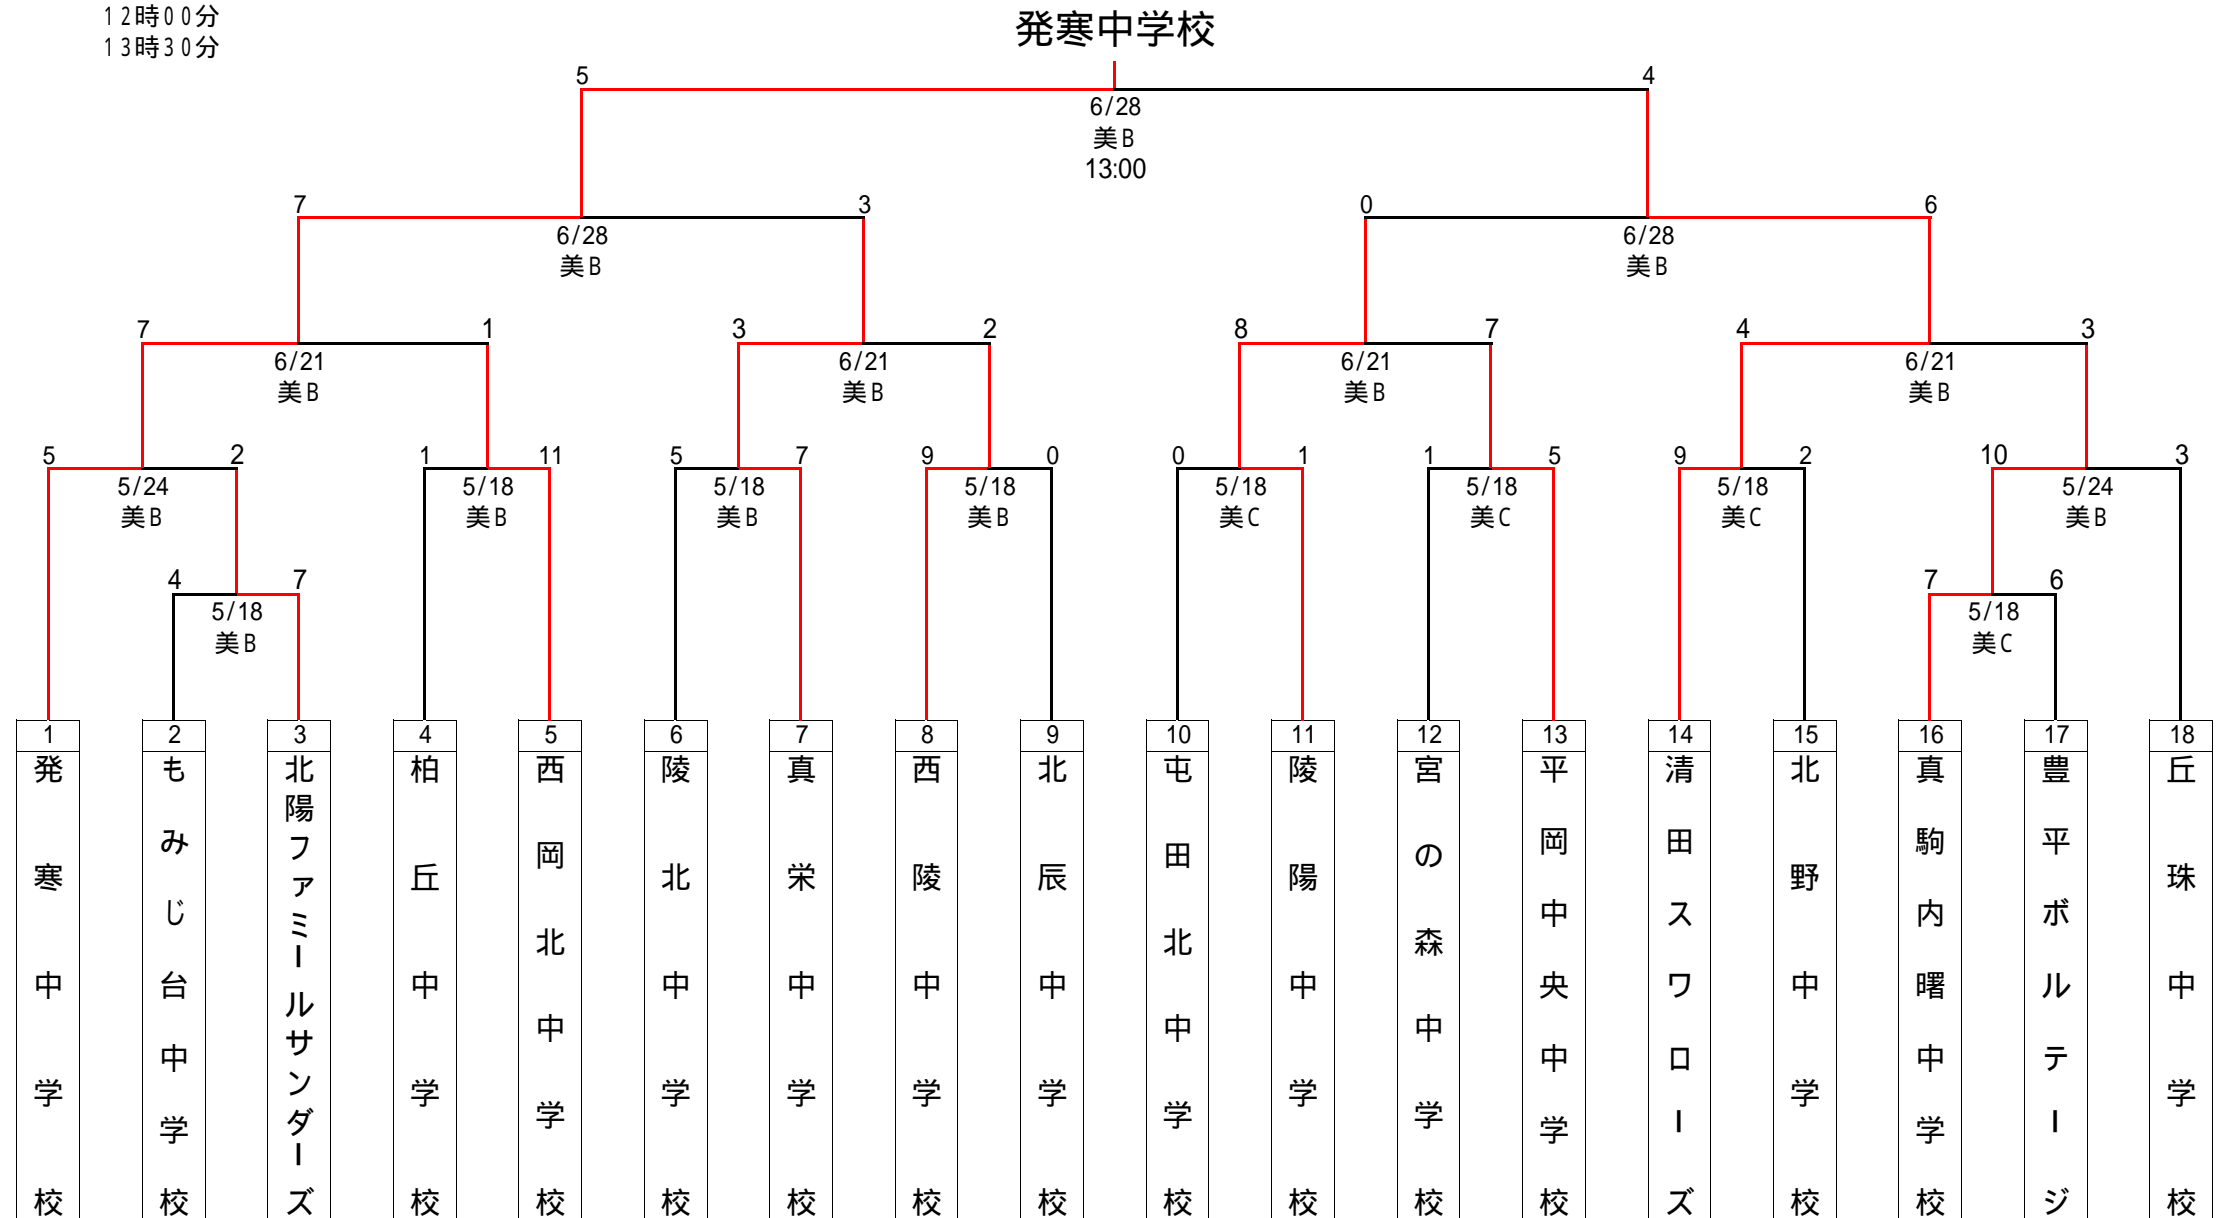 12時00分
13時30分
発寒中学校
5 4
6/28
美B
13:00
7 3 0 6
6/28 6/28
美B 美B
7 1 3 2 8 7 4 3
6/21 6/21 6/21 6/21
美B 美B 美B 美B
5 2 1 11 5 7 9 0 0 1 1 5 9 2 10 3
5/24 5/18 5/18 5/18 5/18 5/18 5/18 5/24
美B 美B 美B 美B 美C 美C 美C 美B
4 7 7 6
5/18 5/18
美B 美C
1 2 3 4 5 6 7 8 9 10 11 12 13 14 15 16 17 18
発寒中学校
もみじ台中学校
北陽ファミールサンダーズ
柏丘中学校
西岡北中学校
陵北中学校
真栄中学校
西陵中学校
北辰中学校
屯田北中学校
陵陽中学校
宮の森中学校
平岡中央中学校
清田スワローズ
北野中学校
真駒内曙中学校
豊平ボルテージ
丘珠中学校